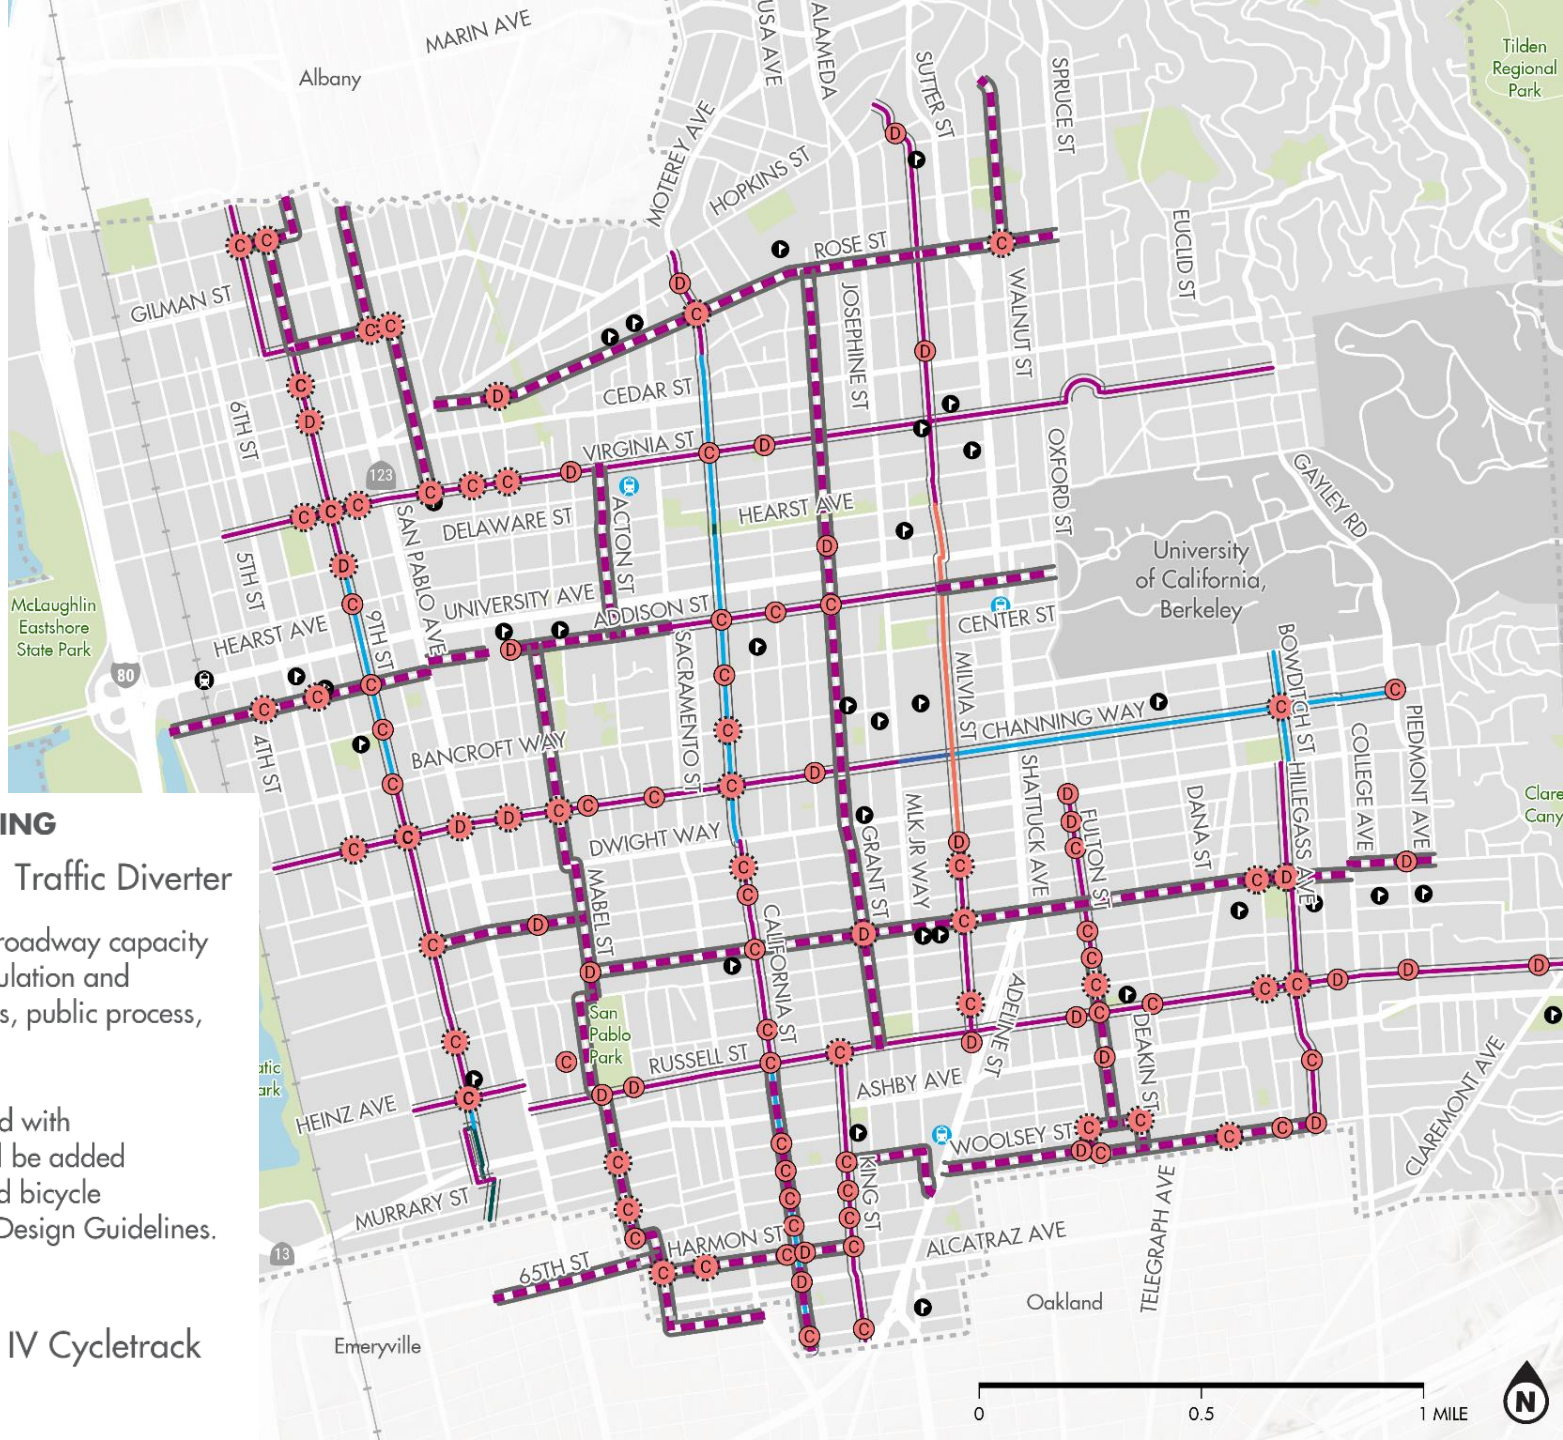 MARIN AVE
USA AVE
ALAMEDA
SUTTER ST
SPRUCE ST
Tilden
Regional
Park
Albany
MOTEREY AVE
HOPKINS ST
ROSE ST
EUCLID ST
GILMAN ST
JOSEPHINE ST
WALNUT ST
CEDAR ST
6TH ST
VIRGINIA ST
OXFORD ST
123
GAYLEY RD
SAN PABLO AVE
DELAWARE ST
ACTON ST
HEARST AVE
University
of California,
Berkeley
5TH ST
McLaughlin
Eastshore
State Park
UNIVERSITY AVE
ADDISON ST
CENTER ST
HEARST AVE
9TH ST
SACRAMENTO ST
MILVIA ST
BOWDITCH ST
80
4TH ST
BANCROFT WAY
CHANNING WAY
COLLEGE AVE
PIEDMONT AVE
SHATTUCK AVE
HILLEGASS AVE
DANA ST
MLK JR WAY
FULTON ST
DWIGHT WAY
Clare
Cany
ING
Traffic Diverter
MABEL ST
GRANT ST
CALIFORNIA ST
roadway capacity
ulation and
s, public process,
San
Pablo
Park
ADELINE ST
DEAKIN ST
RUSSELL ST
ASHBY AVE
atic
ark
HEINZ AVE
CLAREMONT AVE
d with
d be added
d bicycle
Design Guidelines.
WOOLSEY ST
KING ST
TELEGRAPH AVE
MURRARY ST
HARMON ST
ALCATRAZ AVE
13
65TH ST
Oakland
IV Cycletrack
Emeryville
N
0
0.5
1 MILE